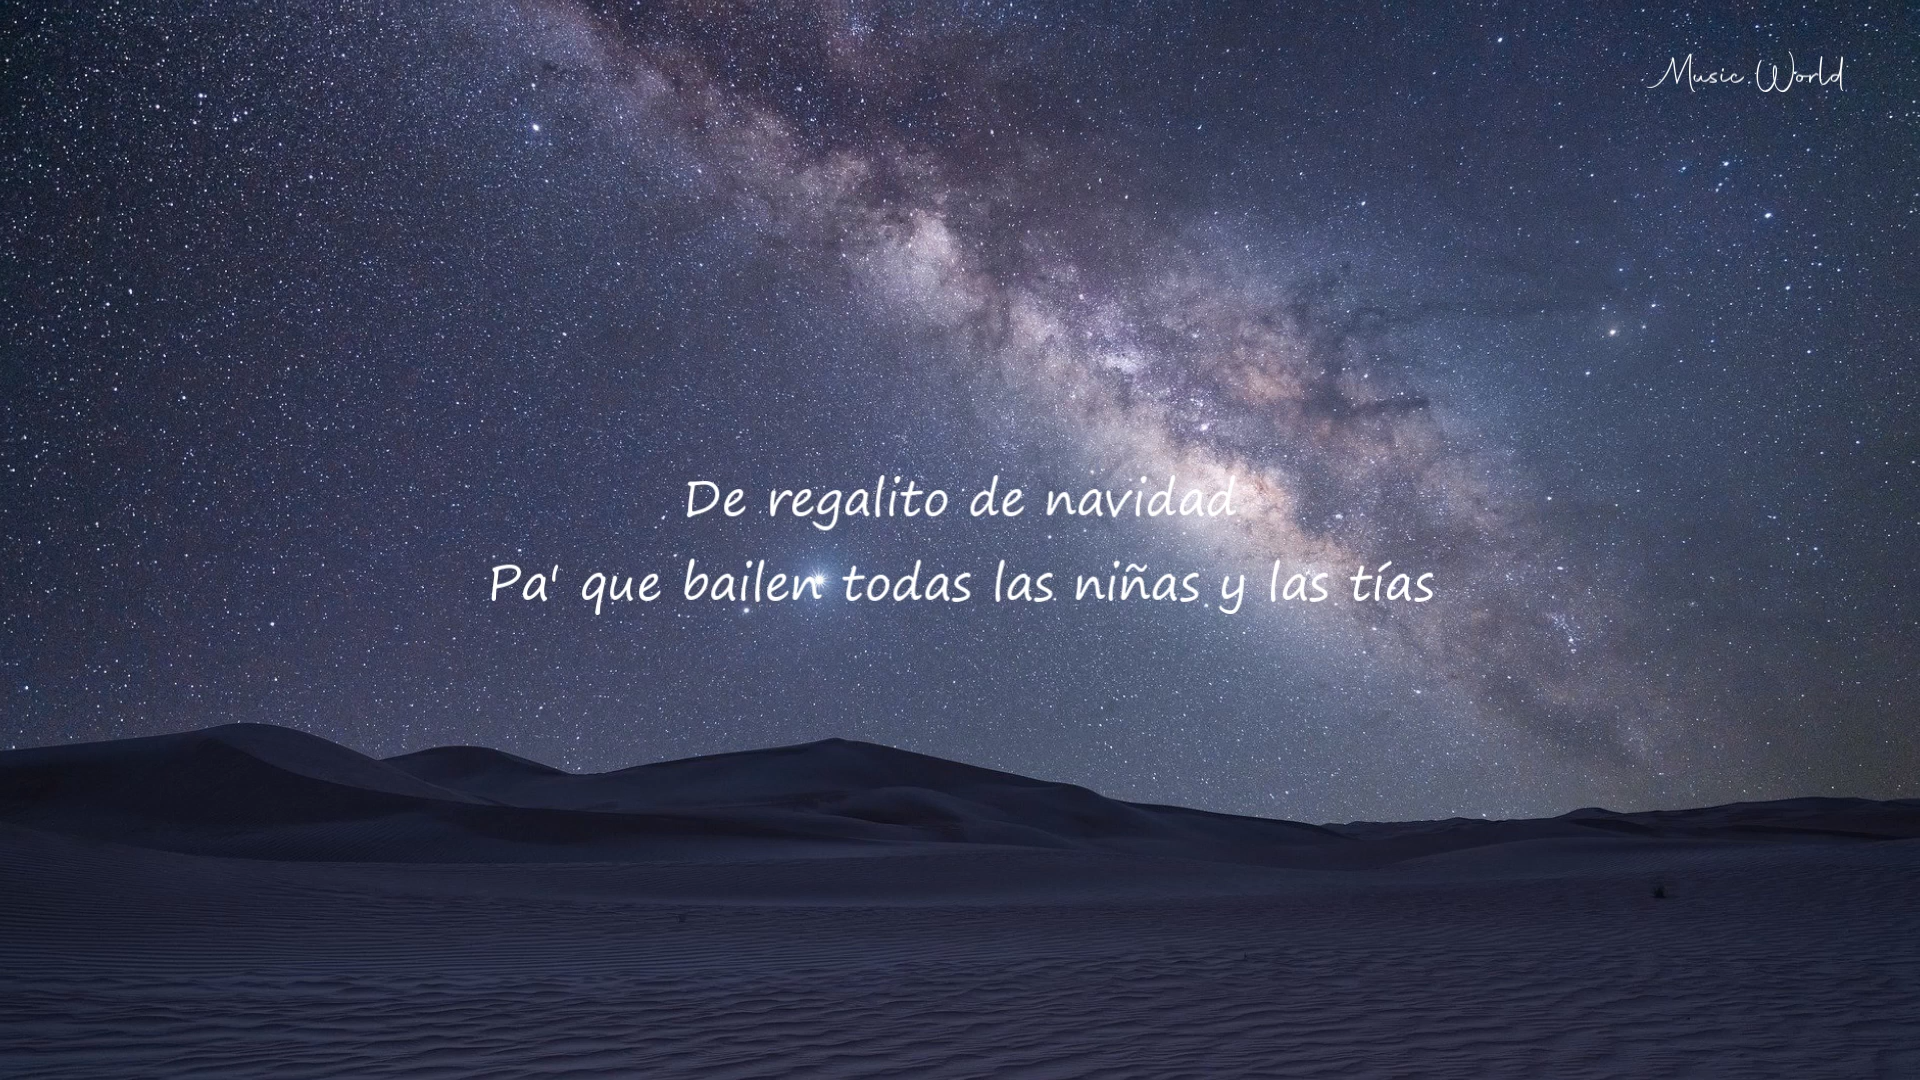 Music.World
De regalito de navidad
Pa' que bailen todas las niñas y las tías